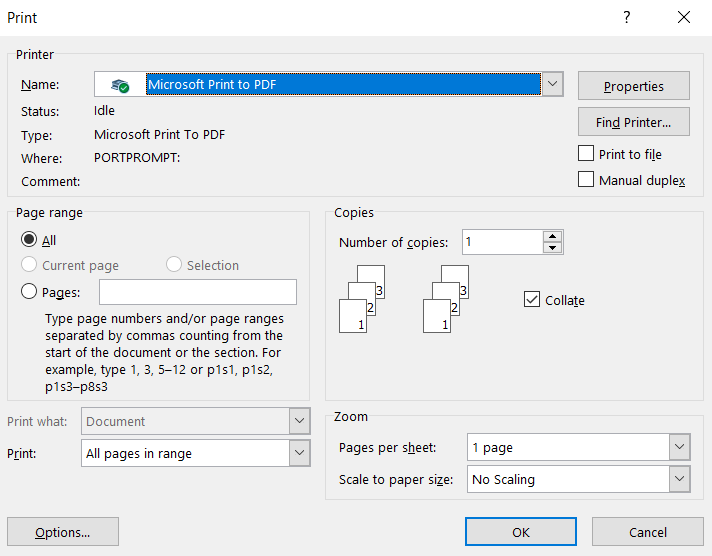 Print ?
Printer
Name: Microsoft Print to PDF Properties
Status: Idle
Type: Microsoft Print To PDF Find Printer...
Where: PORTPROMPT: Print to file
Comment: Manual duplex
Page range
All
Current page Selection
Pages:
Type page numbers and/or page ranges
separated by commas counting from the
start of the document or the section. For
example, type 1, 3, 5–12 or p1s1, p1s2,
p1s3–p8s3
Copies
Number of copies: 1
3 3
2 2
1 1
Collate
Print what: Document
Print: All pages in range
Zoom
Pages per sheet: 1 page
Scale to paper size: No Scaling
Options... OK Cancel